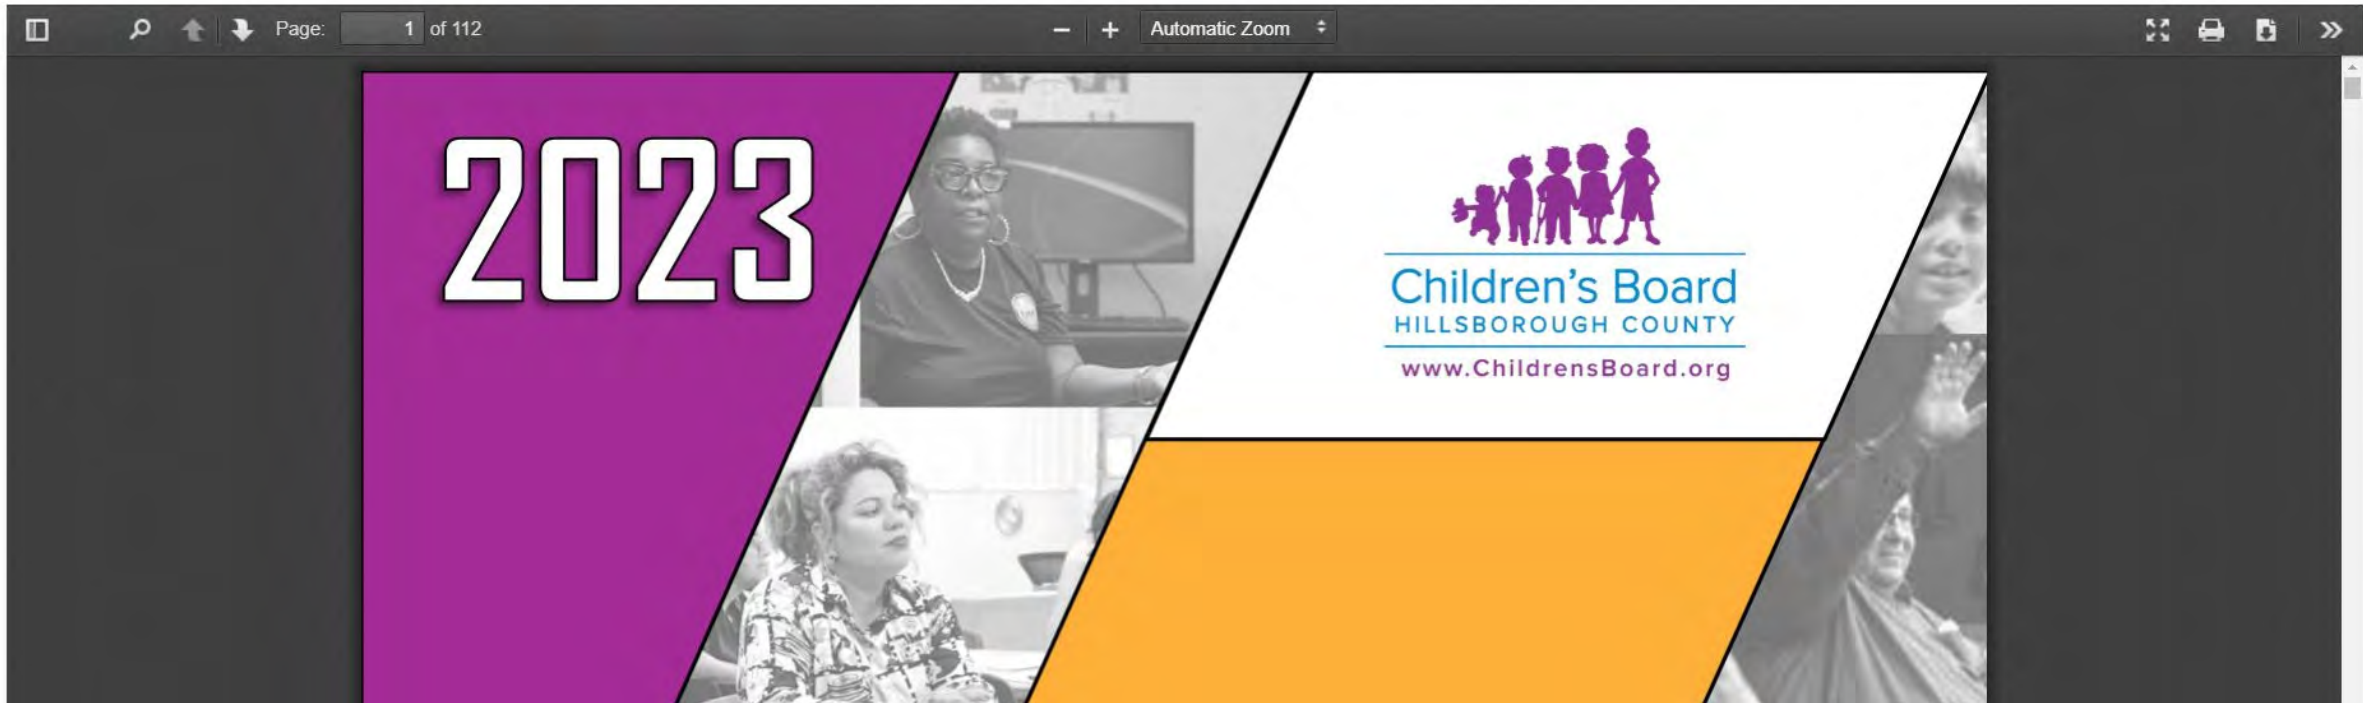 Page: 1 of 112
Automatic Zoom
2023
Children's Board
HILLSBOROUGH COUNTY
www.ChildrensBoard.org